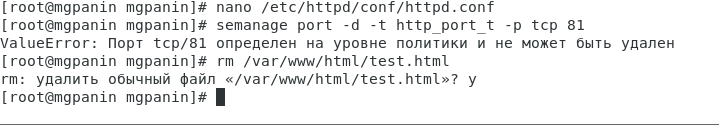 [root@mgpanin mgpanin]# nano /etc/httpd/conf/httpd.conf
[root@mgpanin mgpanin]# semanage port -d -t http_port_t -p tcp 81
ValueError: Порт tcp/81 определен на уровне политики и не может быть удален
[root@mgpanin mgpanin]# rm /var/www/html/test.html
rm: удалить обычный файл «/var/www/html/test.html»? y
[root@mgpanin mgpanin]#